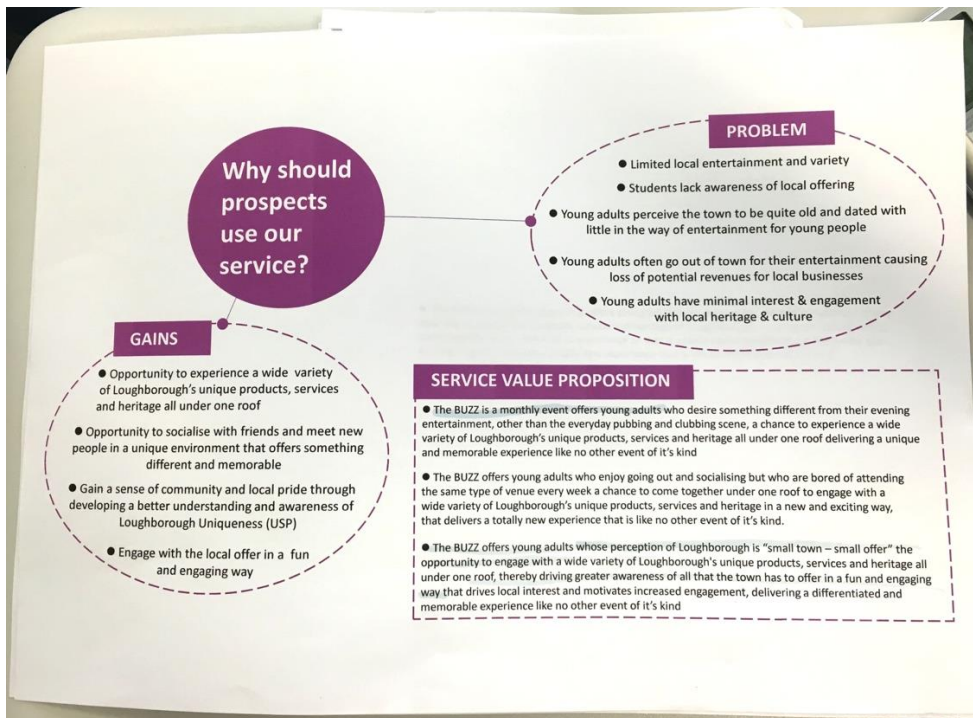 Why should
prospects
use our
service?
PROBLEM
● Limited local entertainment and variety
● Students lack awareness of local offering
● Young adults perceive the town to be quite old and dated with
little in the way of entertainment for young people
● Young adults often go out of town for their entertainment causing
loss of potential revenues for local businesses
● Young adults have minimal interest & engagement
with local heritage & culture
GAINS
● Opportunity to experience a wide variety
of Loughborough's unique products, services
and heritage all under one roof
● Opportunity to socialise with friends and meet new
people in a unique environment that offers something
different and memorable
● Gain a sense of community and local pride through
developing a better understanding and awareness of
Loughborough Uniqueness (USP)
● Engage with the local offer in a fun
and engaging way
SERVICE VALUE PROPOSITION
● The BUZZ is a monthly event offers young adults who desire something different from their evening
entertainment, other than the everyday pubbing and clubbing scene, a chance to experience a wide
variety of Loughborough's unique products, services and heritage all under one roof delivering a unique
and memorable experience like no other event of it's kind
● The BUZZ offers young adults who enjoy going out and socialising but who are bored of attending
the same type of venue every week a chance to come together under one roof to engage with a
wide variety of Loughborough's unique products, services and heritage in a new and exciting way,
that delivers a totally new experience that is like no other event of it's kind.
● The BUZZ offers young adults whose perception of Loughborough is "small town – small offer" the
opportunity to engage with a wide variety of Loughborough's unique products, services and heritage all
under one roof, thereby driving greater awareness of all that the town has to offer in a fun and engaging
way that drives local interest and motivates increased engagement, delivering a differentiated and
memorable experience like no other event of it's kind